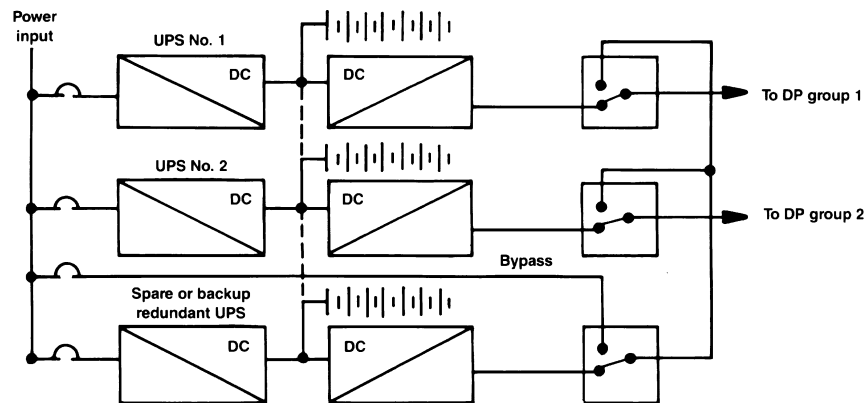 Power
input
UPS No. 1
DC
DC
To DP group 1
UPS No. 2
DC
DC
To DP group 2
Bypass
Spare or backup
redundant UPS
DC
DC